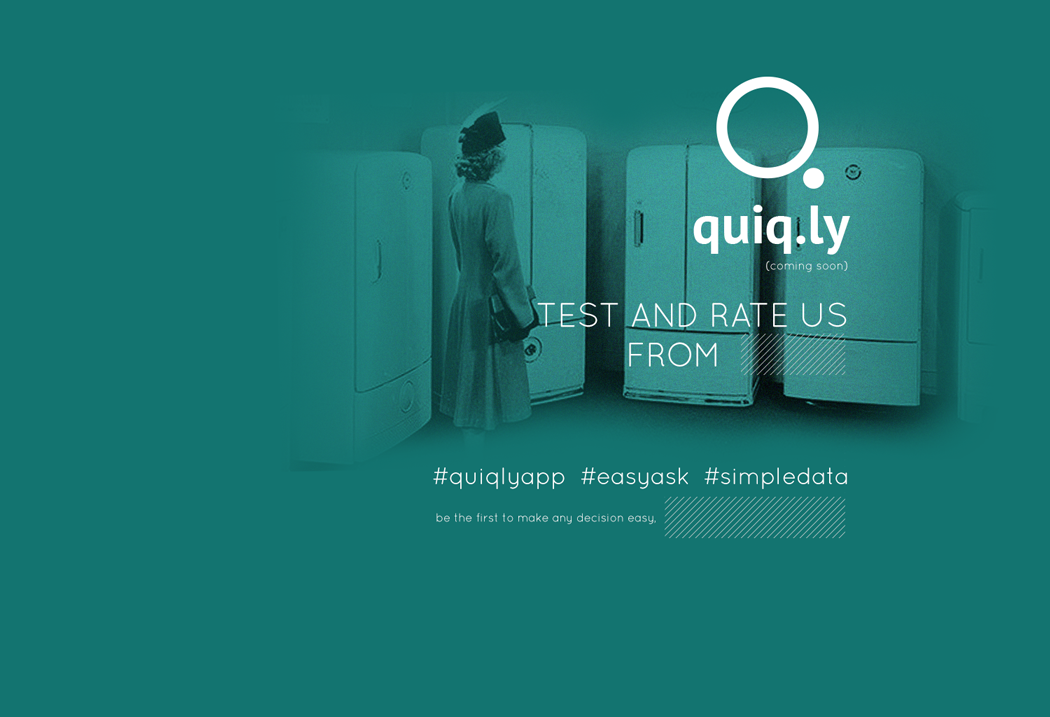 quiq.ly
(coming soon)
TEST AND RATE US
FROM
#quiqlyapp #easyask #simpledata
be the first to make any decision easy,